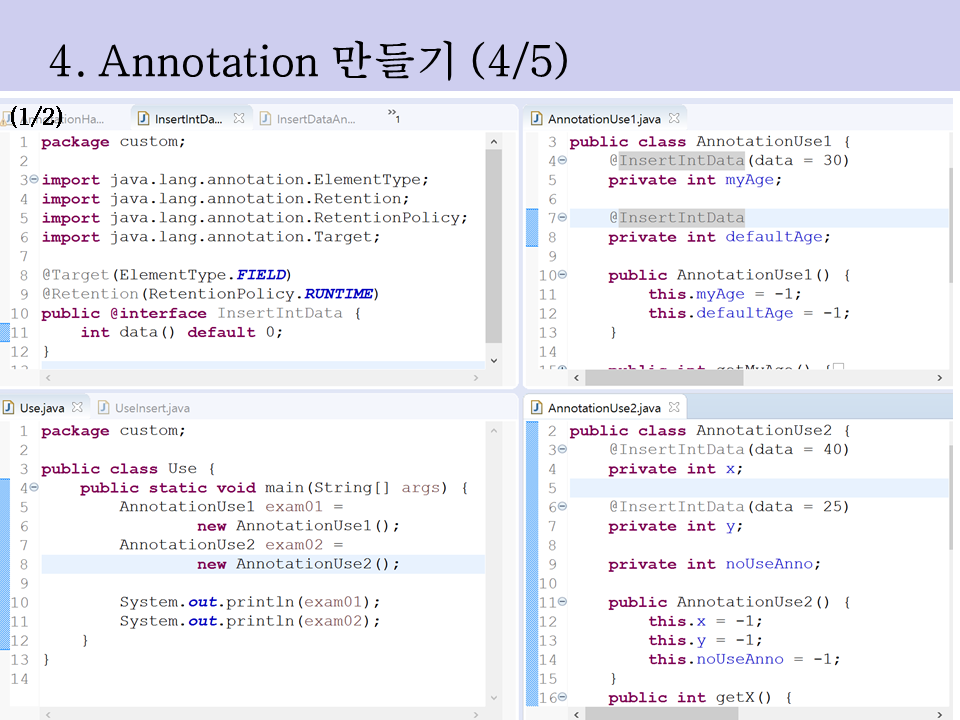 4. Annotation 만들기 (4/5)
(1/2)
InsertIntDa...
InsertDataAn...
»1
1 package custom;
2
3 import java.lang.annotation.ElementType;
4 import java.lang.annotation.Retention;
5 import java.lang.annotation.RetentionPolicy;
6 import java.lang.annotation.Target;
7
8 @Target(ElementType.FIELD)
9 @Retention(RetentionPolicy.RUNTIME)
10 public @interface InsertIntData {
11 int data() default 0;
12 }
AnnotationUse1.java
3 public class AnnotationUse1 {
4 @InsertIntData(data = 30)
5 private int myAge;
6
7 @InsertIntData
8 private int defaultAge;
9
10 public AnnotationUse1() {
11 this.myAge = -1;
12 this.defaultAge = -1;
13 }
14
Use.java
UseInsert.java
1 package custom;
2
3 public class Use {
4 public static void main(String[] args) {
5 AnnotationUse1 exam01 =
6 new AnnotationUse1();
7 AnnotationUse2 exam02 =
8 new AnnotationUse2();
9
10 System.out.println(exam01);
11 System.out.println(exam02);
12 }
13 }
14
AnnotationUse2.java
2 public class AnnotationUse2 {
3 @InsertIntData(data = 40)
4 private int x;
5
6 @InsertIntData(data = 25)
7 private int y;
8
9 private int noUseAnno;
10
11 public AnnotationUse2() {
12 this.x = -1;
13 this.y = -1;
14 this.noUseAnno = -1;
15 }
16 public int getX() {